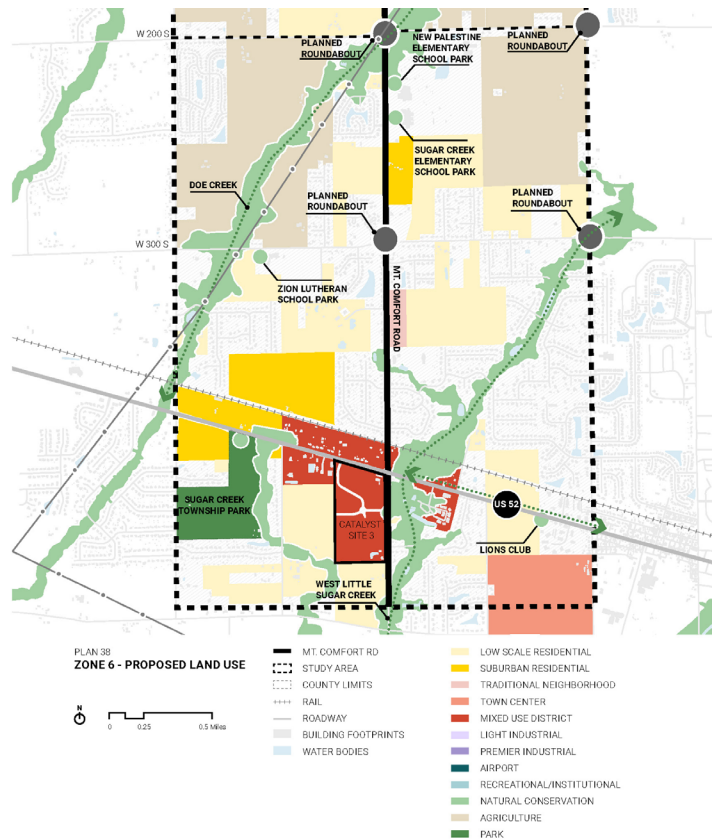 W 200 S
PLANNED
ROUNDABOUT
NEW PALESTINE
ELEMENTARY
SCHOOL PARK
PLANNED
ROUNDABOUT
SUGAR CREEK
ELEMENTARY
SCHOOL PARK
DOE CREEK
PLANNED
ROUNDABOUT
PLANNED
ROUNDABOUT
W 300 S
ZION LUTHERAN
SCHOOL PARK
MT. COMFORT ROAD
SUGAR CREEK
TOWNSHIP PARK
CATALYST
SITE 3
US 52
LIONS CLUB
WEST LITTLE
SUGAR CREEK
PLAN 38
ZONE 6 - PROPOSED LAND USE
N
0 0.25 0.5 Miles
MT. COMFORT RD
STUDY AREA
COUNTY LIMITS
RAIL
ROADWAY
BUILDING FOOTPRINTS
WATER BODIES
LOW SCALE RESIDENTIAL
SUBURBAN RESIDENTIAL
TRADITIONAL NEIGHBORHOOD
TOWN CENTER
MIXED USE DISTRICT
LIGHT INDUSTRIAL
PREMIER INDUSTRIAL
AIRPORT
RECREATIONAL/INSTITUTIONAL
NATURAL CONSERVATION
AGRICULTURE
PARK